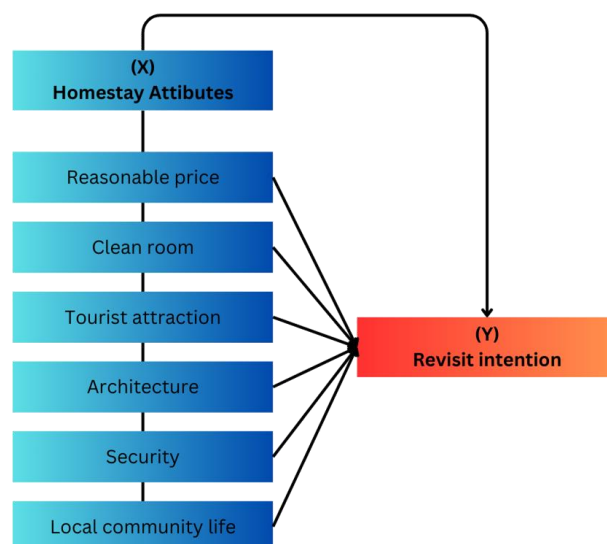 (X)
Homestay Attibutes
Reasonable price
Clean room
Tourist attraction
Architecture
Security
Local community life
(Y)
Revisit intention